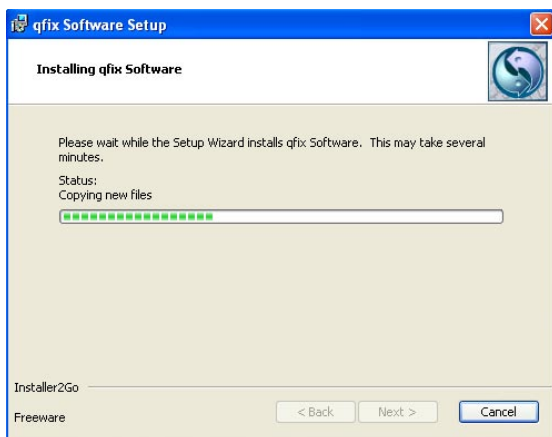 qfix Software Setup
Installing qfix Software
Please wait while the Setup Wizard installs qfix Software. This may take several
minutes.
Status:
Copying new files
Installer2Go
Freeware
< Back
Next >
Cancel